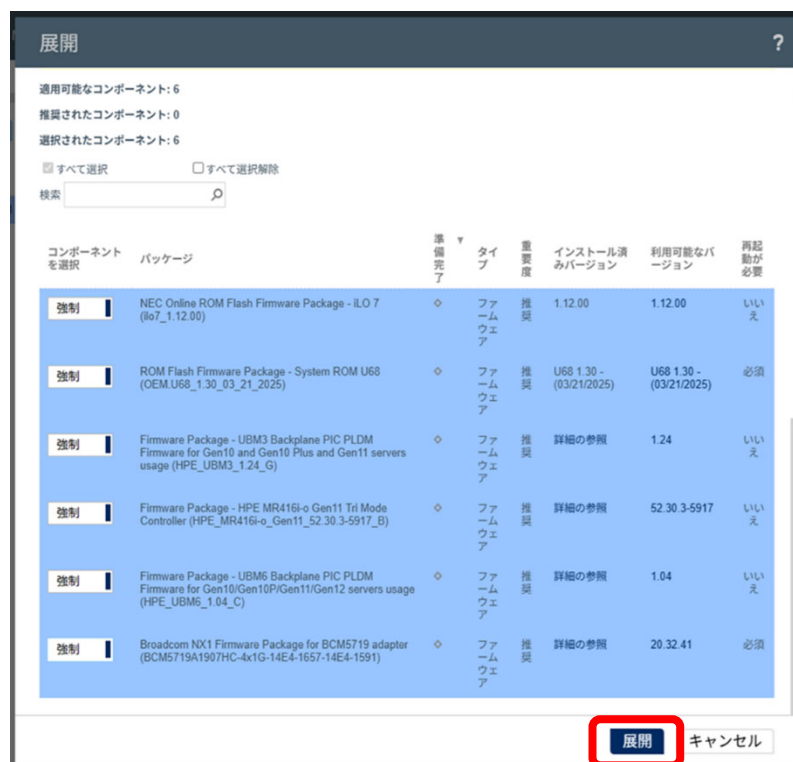 展開
?
適用可能なコンポーネント: 6
推奨されたコンポーネント: 0
選択されたコンポーネント: 6
すべて選択
すべて選択解除
検索
コンポーネント
を選択
パッケージ
準備完了
タイプ
重要度
インストール済
みバージョン
利用可能なバ
ージョン
再起
動が
必要
強制
NEC Online ROM Flash Firmware Package - iLO 7
(ilo7_1.12.00)
ファームウェア
推奨
1.12.00
1.12.00
いい
え
強制
ROM Flash Firmware Package - System ROM U68
(OEM.U68_1.30_03_21_2025)
ファームウェア
推奨
U68 1.30 -
(03/21/2025)
U68 1.30 -
(03/21/2025)
必須
強制
Firmware Package - UBM3 Backplane PIC PLDM
Firmware for Gen10 and Gen10 Plus and Gen11 servers
usage (HPE_UBM3_1.24_G)
ファームウェア
推奨
詳細の参照
1.24
いい
え
強制
Firmware Package - HPE MR416i-o Gen11 Tri Mode
Controller (HPE_MR416i-o_Gen11_52.30.3-5917_B)
ファームウェア
推奨
詳細の参照
52.30.3-5917
いい
え
強制
Firmware Package - UBM6 Backplane PIC PLDM
Firmware for Gen10/Gen10P/Gen11/Gen12 servers usage
(HPE_UBM6_1.04_C)
ファームウェア
推奨
詳細の参照
1.04
いい
え
強制
Broadcom NX1 Firmware Package for BCM5719 adapter
(BCM5719A1907HC-4x1G-14E4-1657-14E4-1591)
ファームウェア
推奨
詳細の参照
20.32.41
必須
展開
キャンセル